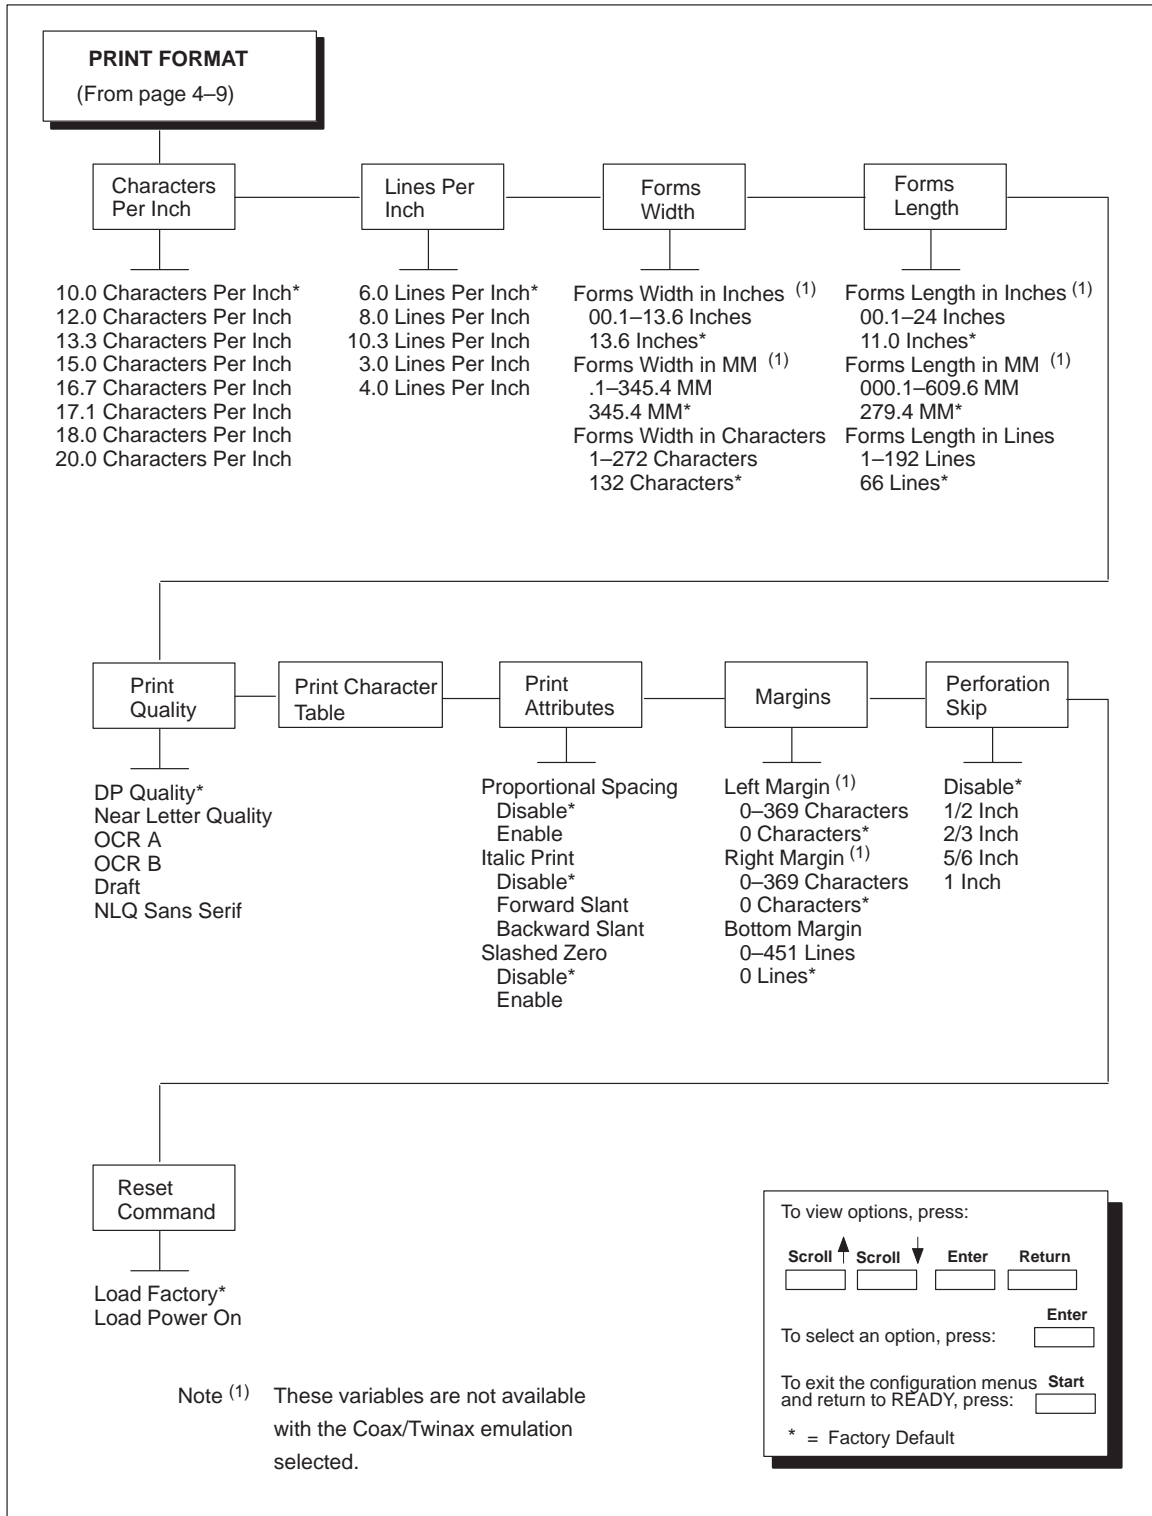 PRINT FORMAT
(From page 4–9)
Characters
Per Inch
Lines Per
Inch
Forms
Width
Forms
Length
10.0 Characters Per Inch*
12.0 Characters Per Inch
13.3 Characters Per Inch
15.0 Characters Per Inch
16.7 Characters Per Inch
17.1 Characters Per Inch
18.0 Characters Per Inch
20.0 Characters Per Inch
6.0 Lines Per Inch*
8.0 Lines Per Inch
10.3 Lines Per Inch
3.0 Lines Per Inch
4.0 Lines Per Inch
Forms Width in Inches (1)
00.1–13.6 Inches
13.6 Inches*
Forms Width in MM (1)
.1–345.4 MM
345.4 MM*
Forms Width in Characters
1–272 Characters
132 Characters*
Forms Length in Inches (1)
00.1–24 Inches
11.0 Inches*
Forms Length in MM (1)
000.1–609.6 MM
279.4 MM*
Forms Length in Lines
1–192 Lines
66 Lines*
Print
Quality
Print Character
Table
Print
Attributes
Margins
Perforation
Skip
DP Quality*
Near Letter Quality
OCR A
OCR B
Draft
NLQ Sans Serif
Proportional Spacing
Disable*
Enable
Italic Print
Disable*
Forward Slant
Backward Slant
Slashed Zero
Disable*
Enable
Left Margin (1)
0–369 Characters
0 Characters*
Right Margin (1)
0–369 Characters
0 Characters*
Bottom Margin
0–451 Lines
0 Lines*
Disable*
1/2 Inch
2/3 Inch
5/6 Inch
1 Inch
Reset
Command
Load Factory*
Load Power On
Note (1) These variables are not available
with the Coax/Twinax emulation
selected.
To view options, press:
Scroll Scroll Enter Return
Enter
To select an option, press:
To exit the configuration menus Start
and return to READY, press:
* = Factory Default